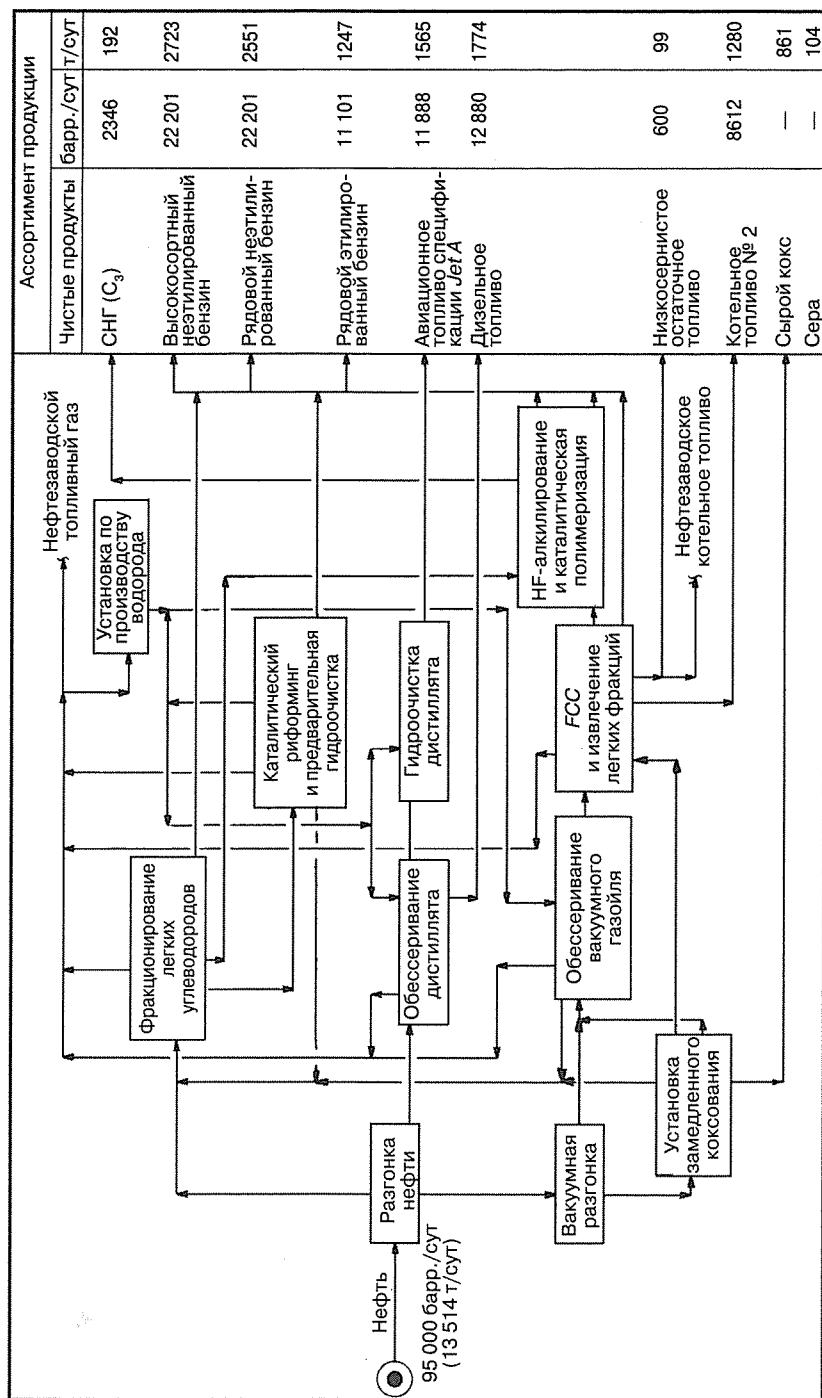 Нефть
95 000 барр./сут
(13 514 т/сут)
Разгонка
нефти
Вакуумная
разгонка
Установка
замедленного
коксования
Фракционирование
легких
углеводородов
Обессеривание
дистиллята
Обессеривание
вакуумного
газойля
Каталитический
риформинг
и предварительная
гидроочистка
Гидроочистка
дистиллята
FCC
и извлечение
легких фракций
Установка по
производству
водорода
HF-алкилирование
и каталитическая
полимеризация
Нефтезаводской
топливный газ
Нефтезаводское
котельное топливо
Ассортимент продукции
Чистые продукты барр./сут т/сут
СНГ (C₃) 2346 192
Высокосортный 22 201 2723
неэтилированный
бензин
Рядовой неэтили- 22 201 2551
рованный бензин
Рядовой этилиро- 11 101 1247
ванный бензин
Авиационное 11 888 1565
топливо специфи-
кации Jet A
Дизельное 12 880 1774
топливо
Низкосернистое 600 99
остаточное
топливо
Котельное 8612 1280
топливо № 2
Сырой кокс — 861
Сера — 104